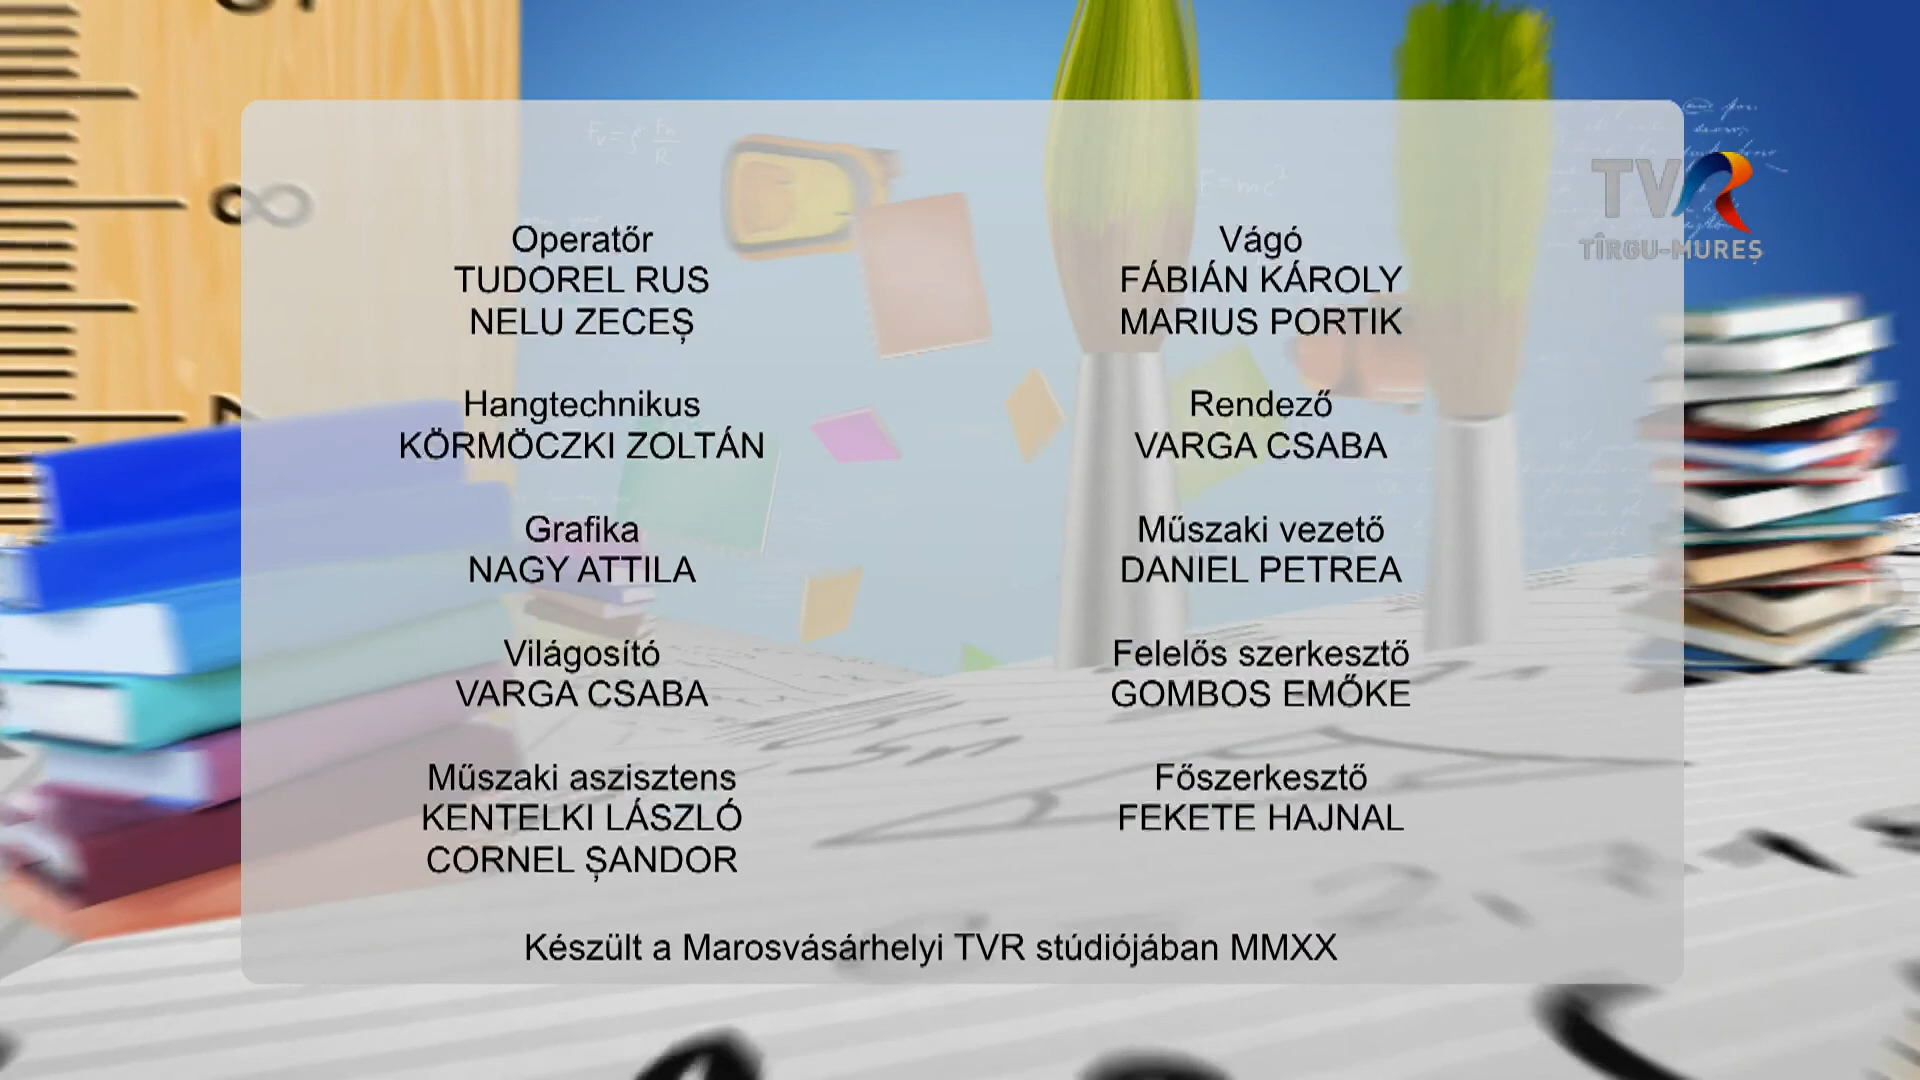 Operatőr
TUDOREL RUS
NELU ZECEȘ
Hangtechnikus
KÖRMÖCZKI ZOLTÁN
Grafika
NAGY ATTILA
Világosító
VARGA CSABA
Műszaki aszisztens
KENTELKI LÁSZLÓ
CORNEL ȘANDOR
Vágó
FÁBIÁN KÁROLY
MARIUS PORTIK
Rendező
VARGA CSABA
Műszaki vezető
DANIEL PETREA
Felelős szerkesztő
GOMBOS EMŐKE
Főszerkesztő
FEKETE HAJNAL
Készült a Marosvásárhelyi TVR stúdiójában MMXX
TVR
TÎRGU-MUREȘ